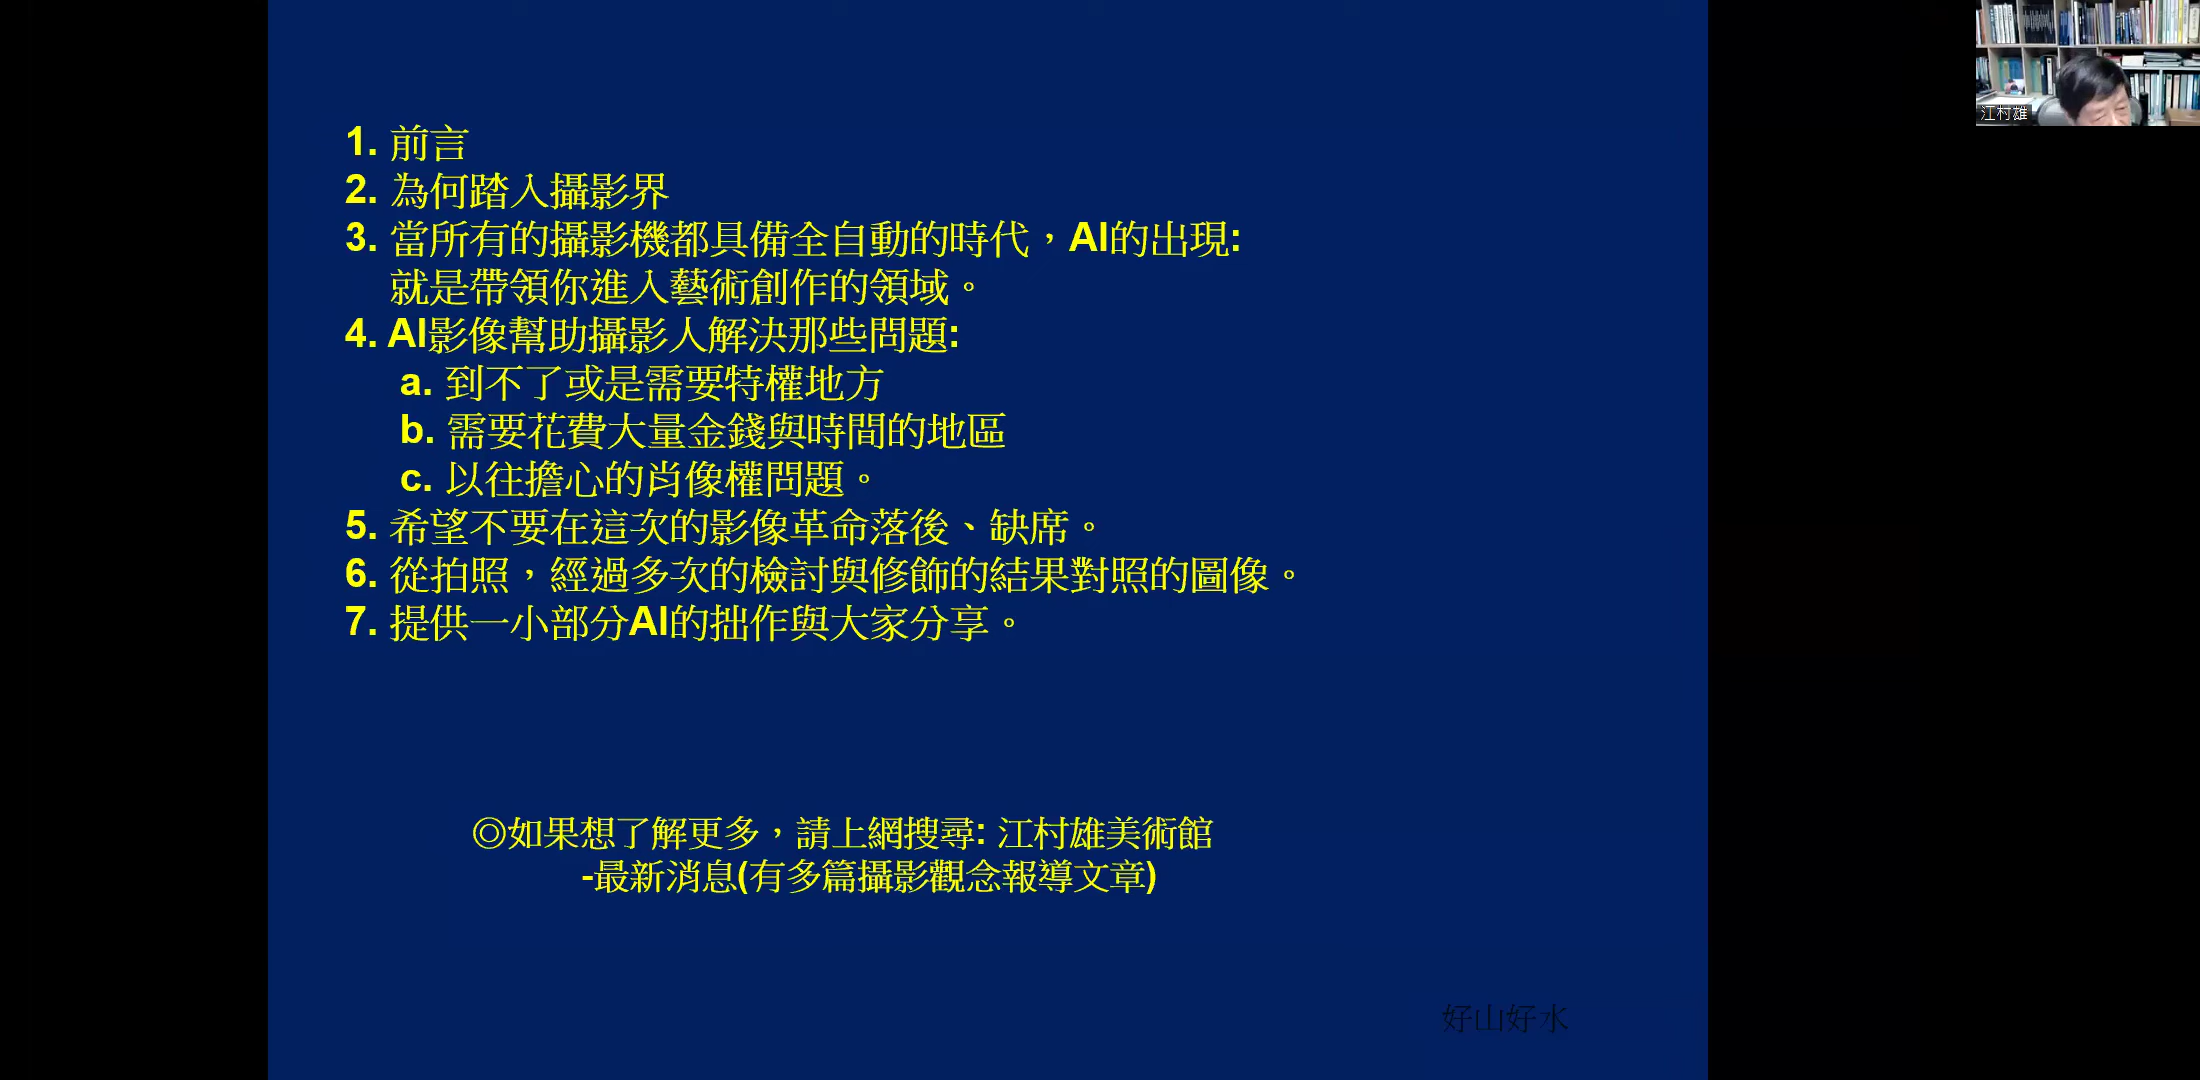 1. 前言
2. 為何踏入攝影界
3. 當所有的攝影機都具備全自動的時代，AI的出現:
就是帶領你進入藝術創作的領域。
4. AI影像幫助攝影人解決那些問題:
a. 到不了或是需要特權地方
b. 需要花費大量金錢與時間的地區
c. 以往擔心的肖像權問題。
5. 希望不要在這次的影像革命落後、缺席。
6. 從拍照，經過多次的檢討與修飾的結果對照的圖像。
7. 提供一小部分AI的拙作與大家分享。
◎如果想了解更多，請上網搜尋: 江村雄美術館
-最新消息(有多篇攝影觀念報導文章)
好山好水
江村雄